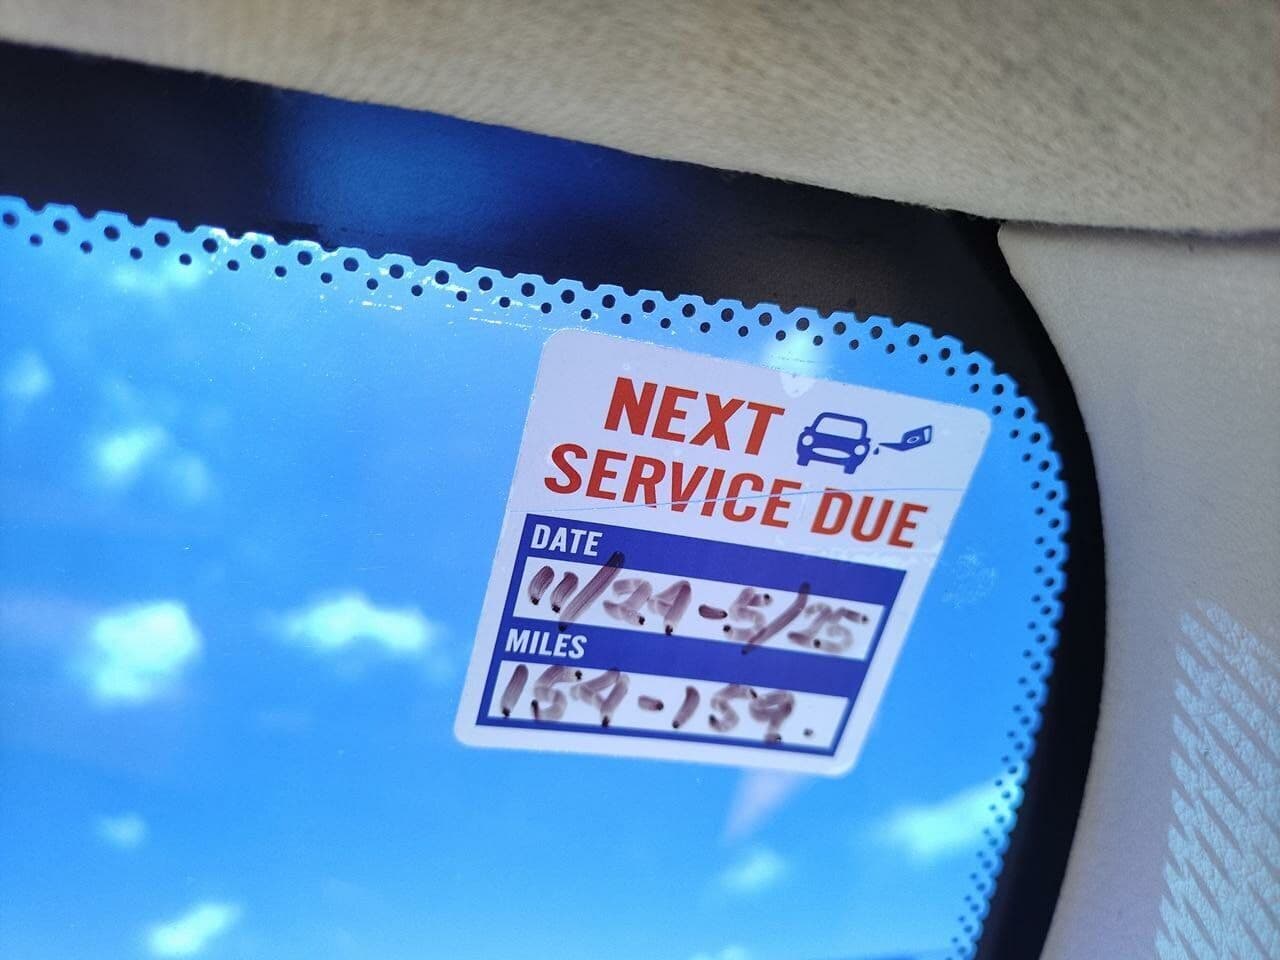 NEXT
SERVICE DUE
DATE
11/24-5/25
MILES
154-159.